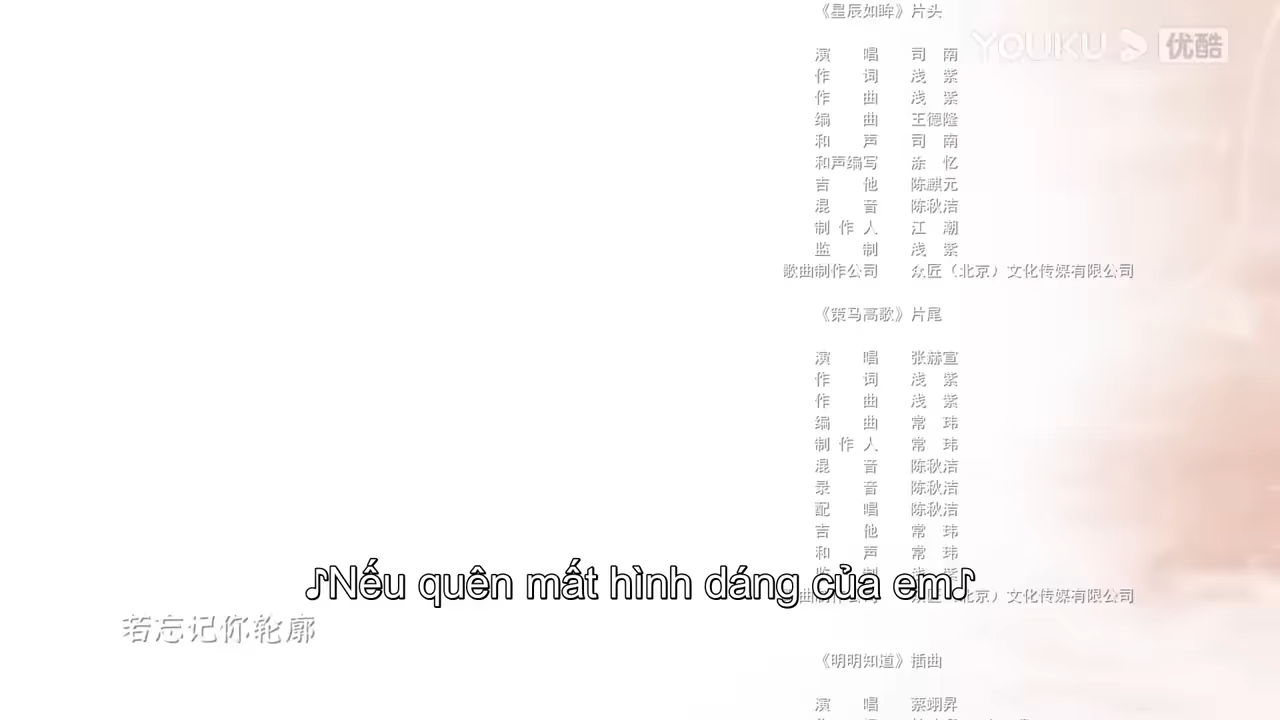 《星辰如眸》片头
YOUKU 优酷
演 唱 司 南
作 词 浅 紫
作 曲 浅 紫
编 曲 王德隆
和 声 司 南
和声编写 涂 忆
吉 他 陈麒元
混 音 陈秋洁
制 作 人 江 潮
监 制 浅 紫
歌曲制作公司 众匠（北京）文化传媒有限公司
《策马高歌》片尾
演 唱 张赫宣
作 词 浅 紫
作 曲 浅 紫
编 曲 常 玮
制 作 人 常 玮
混 音 陈秋洁
录 音 陈秋洁
配 唱 陈秋洁
吉 他 常 玮
和 声 常 玮
♪Nếu quên mất hình dáng của em♪
京）文化传媒有限公司
若忘记你轮廓
《明明知道》插曲
演 唱 蔡翊昇